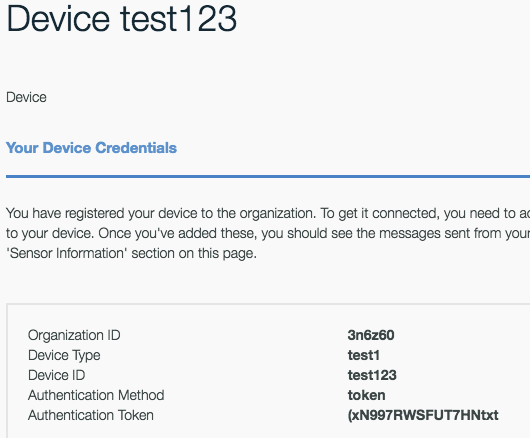 Device test123
Device
Your Device Credentials
You have registered your device to the organization. To get it connected, you need to
to your device. Once you've added these, you should see the messages sent from your
'Sensor Information' section on this page.
Organization ID 3n6z60
Device Type test1
Device ID test123
Authentication Method token
Authentication Token (xN997RWSFUT7HNtxt